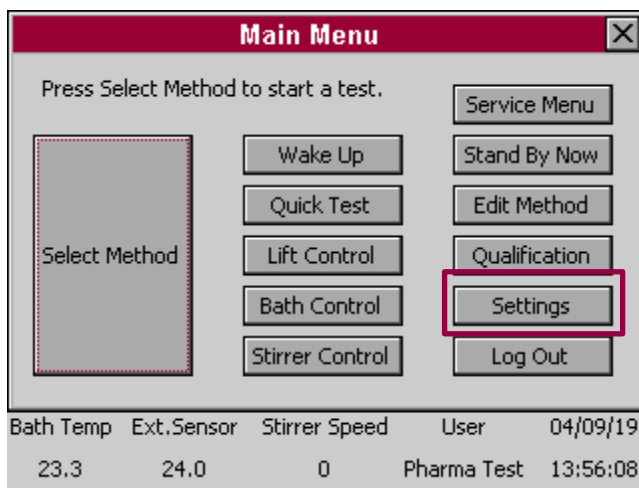 Main Menu
Press Select Method to start a test.
Service Menu
Wake Up
Stand By Now
Quick Test
Edit Method
Select Method
Lift Control
Qualification
Bath Control
Settings
Stirrer Control
Log Out
Bath Temp Ext.Sensor Stirrer Speed User 04/09/19
23.3 24.0 0 Pharma Test 13:56:08